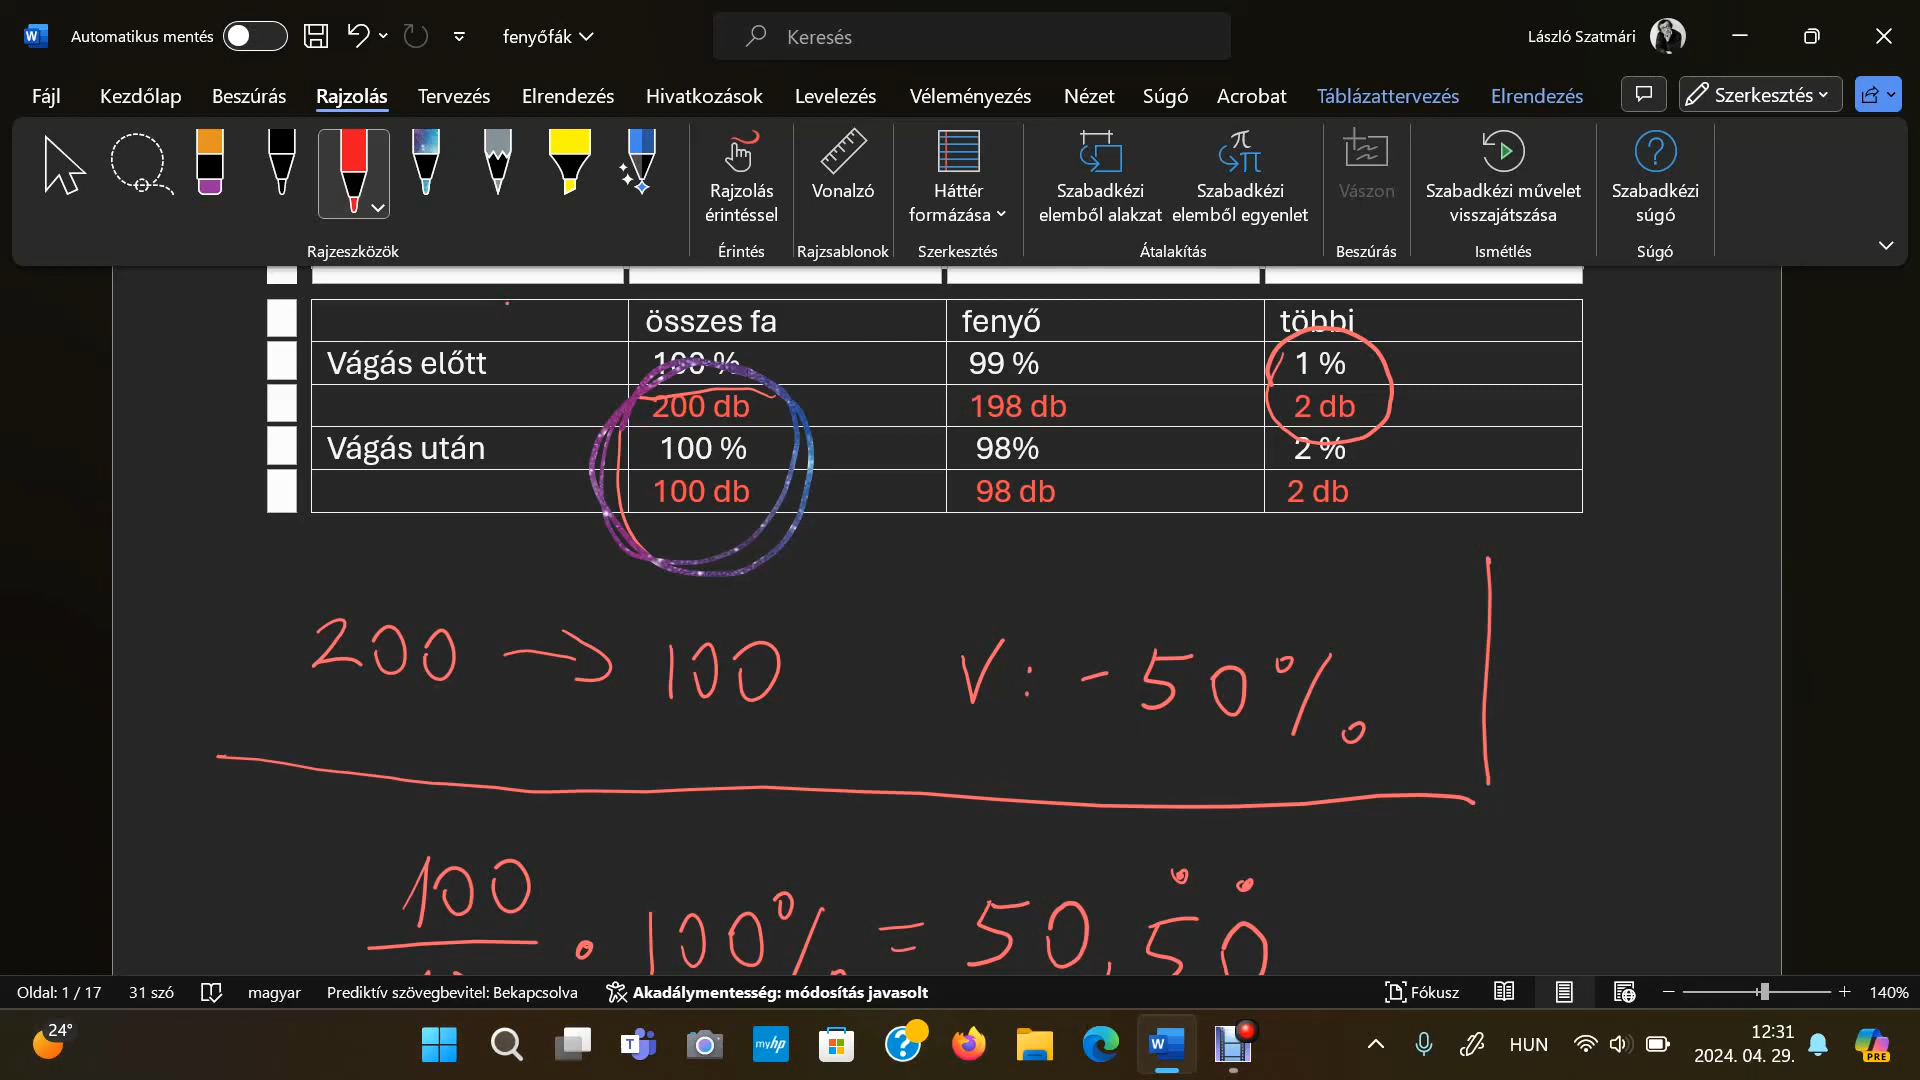 Automatikus mentés
fenyőfák
Keresés
László Szatmári
Fájl Kezdőlap Beszúrás Rajzolás Tervezés Elrendezés Hivatkozások Levelezés Véleményezés Nézet Súgó Acrobat Táblázattervezés Elrendezés Szerkesztés
Rajzolás érintéssel
Vonalzó
Háttér formázása
Szabadkézi elemből alakzat
Szabadkézi elemből egyenlet
Vászon
Szabadkézi művelet visszajátszása
Szabadkézi súgó
Rajzeszközök Érintés Rajzsablonok Szerkesztés Átalakítás Beszúrás Ismétlés Súgó
összes fa fenyő többi
Vágás előtt 100 % 99 % 1 %
200 db 198 db 2 db
Vágás után 100 % 98% 2 %
100 db 98 db 2 db
200 → 100 V: -50%
100
· 100% = 50,50
Oldal: 1 / 17 31 szó magyar Prediktív szövegbevitel: Bekapcsolva Akadálymentesség: módosítás javasolt Fókusz 140%
24° myhp HUN 12:31
2024. 04. 29. PRE